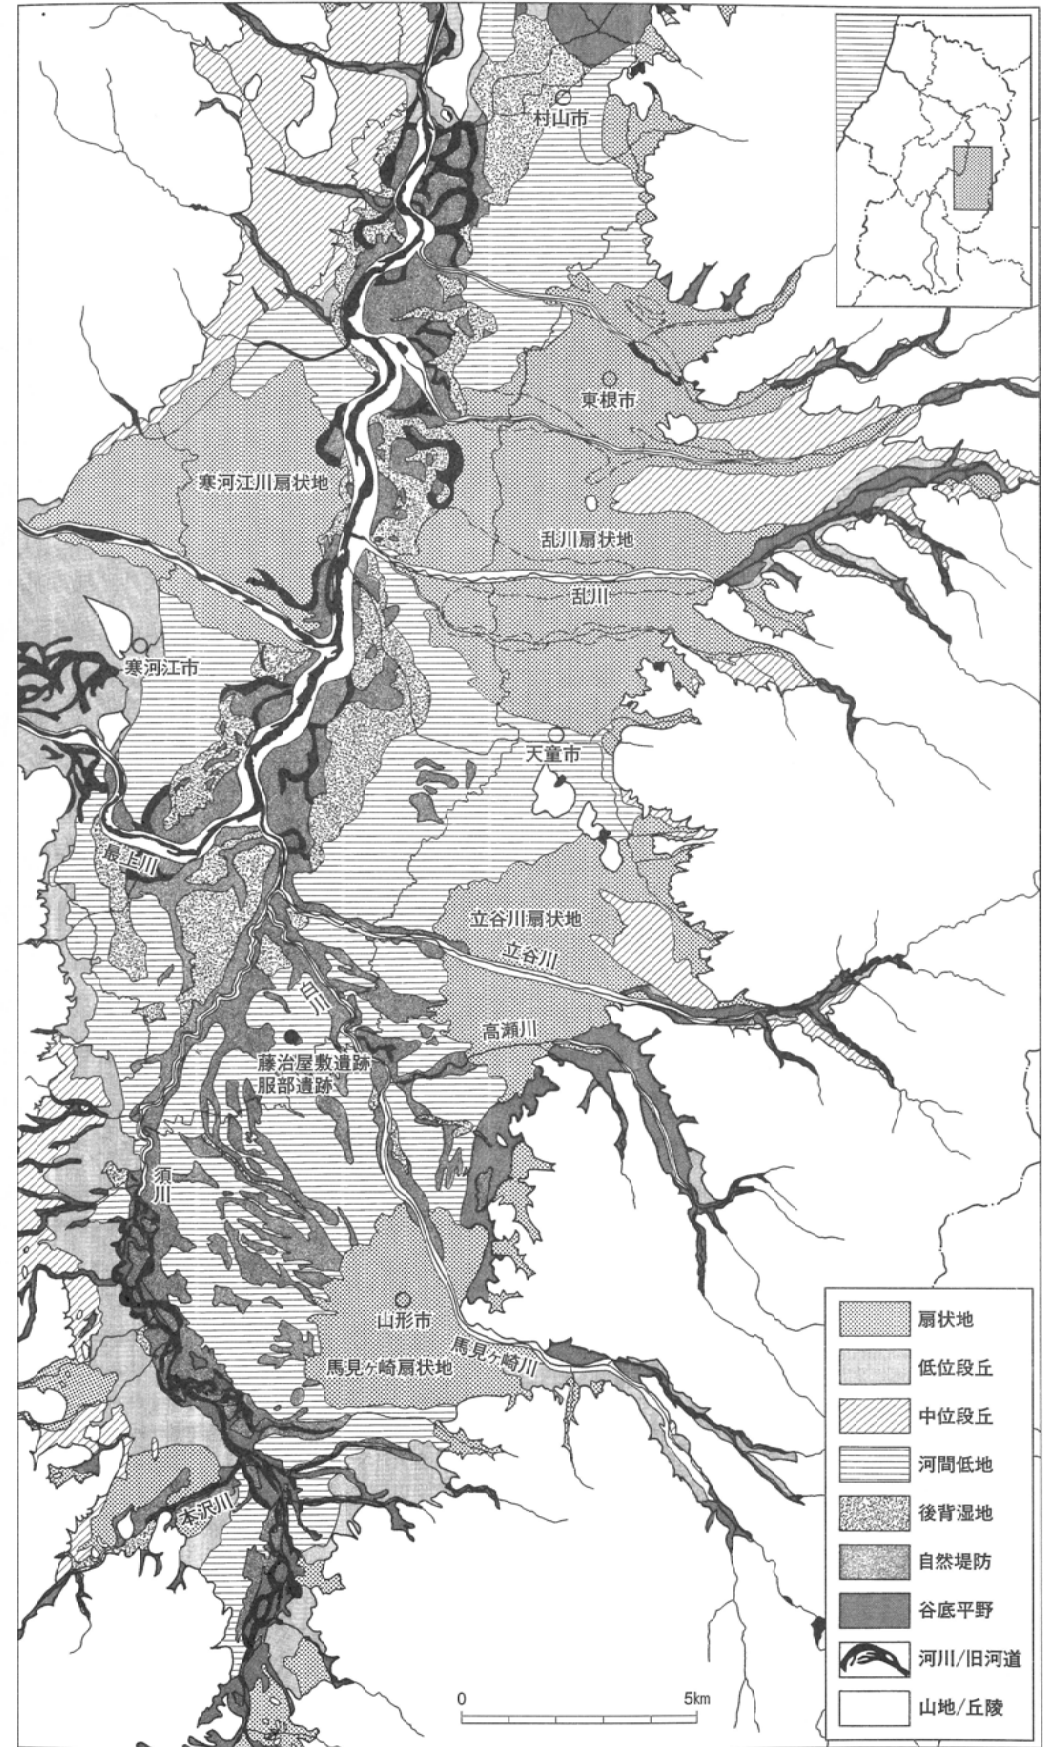 村山市
東根市
寒河江川扇状地
乱川扇状地
乱川
寒河江市
天童市
最上川
立谷川扇状地
立谷川
高瀬川
藤治屋敷遺跡
服部遺跡
須川
山形市
馬見ヶ崎扇状地
馬見ヶ崎川
本沢川
扇状地
低位段丘
中位段丘
河間低地
後背湿地
自然堤防
谷底平野
河川/旧河道
山地/丘陵
0 5km